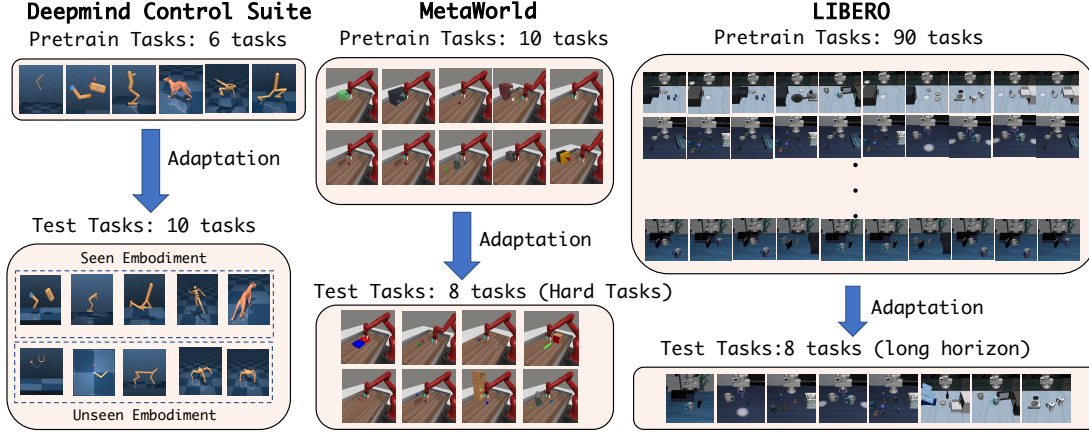 Deepmind Control Suite
Pretrain Tasks: 6 tasks
Adaptation
Test Tasks: 10 tasks
Seen Embodiment
Unseen Embodiment
MetaWorld
Pretrain Tasks: 10 tasks
Adaptation
Test Tasks: 8 tasks (Hard Tasks)
LIBERO
Pretrain Tasks: 90 tasks
Adaptation
Test Tasks:8 tasks (long horizon)